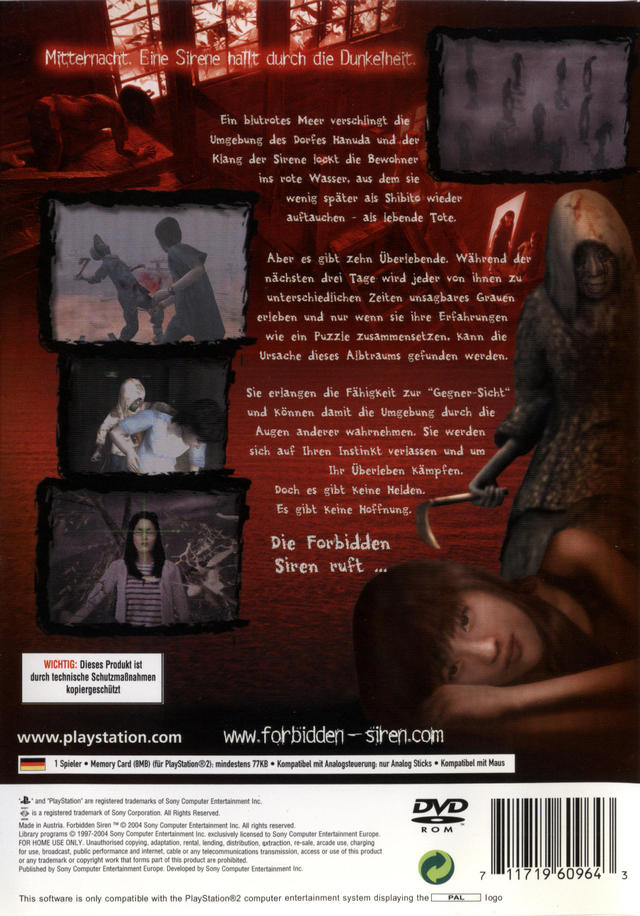 Mitternacht. Eine Sirene hallt durch die Dunkelheit.
Ein blutrotes Meer verschlingt die
Umgebung des Dorfes Hanuda und der
Klang der Sirene lockt die Bewohner
ins rote Wasser, aus dem sie
wenig später als Shibito wieder
auftauchen - als lebende Tote.
Aber es gibt zehn Überlebende. Während der
nächsten drei Tage wird jeder von ihnen zu
unterschiedlichen Zeiten unsagbares Grauen
erleben und nur wenn sie ihre Erfahrungen
wie ein Puzzle zusammensetzen, kann die
Ursache dieses Albtraums gefunden werden.
Sie erlangen die Fähigkeit zur "Gegner-Sicht"
und können damit die Umgebung durch die
Augen anderer wahrnehmen. Sie werden
sich auf Ihren Instinkt verlassen und um
Ihr Überleben kämpfen.
Doch es gibt keine Helden.
Es gibt keine Hoffnung.
Die Forbidden
Siren ruft ...
WICHTIG: Dieses Produkt ist
durch technische Schutzmaßnahmen
kopiergeschützt
www.playstation.com
www.forbidden-siren.com
1 Spieler • Memory Card (8MB) (für PlayStation®2): mindestens 77KB • Kompatibel mit Analogsteuerung: nur Analog Sticks • Kompatibel mit Maus
" " and "PlayStation" are registered trademarks of Sony Computer Entertainment Inc.
is a registered trademark of Sony Corporation. All Rights Reserved.
Made in Austria. Forbidden Siren ™ © 2004 Sony Computer Entertainment Inc. All rights reserved.
Library programs © 1997-2004 Sony Computer Entertainment Inc. exclusively licensed to Sony Computer Entertainment Europe.
FOR HOME USE ONLY. Unauthorised copying, adaptation, rental, lending, distribution, extraction, re-sale, arcade use, charging
for use, broadcast, public performance and internet, cable or any telecommunications transmission, access or use of this product
or any trademark or copyright work that forms part of this product are prohibited.
Published by Sony Computer Entertainment Europe. Developed by Sony Computer Entertainment Inc.
DVD
ROM
7 11719 60964 3
This software is only compatible with the PlayStation®2 computer entertainment system displaying the PAL logo